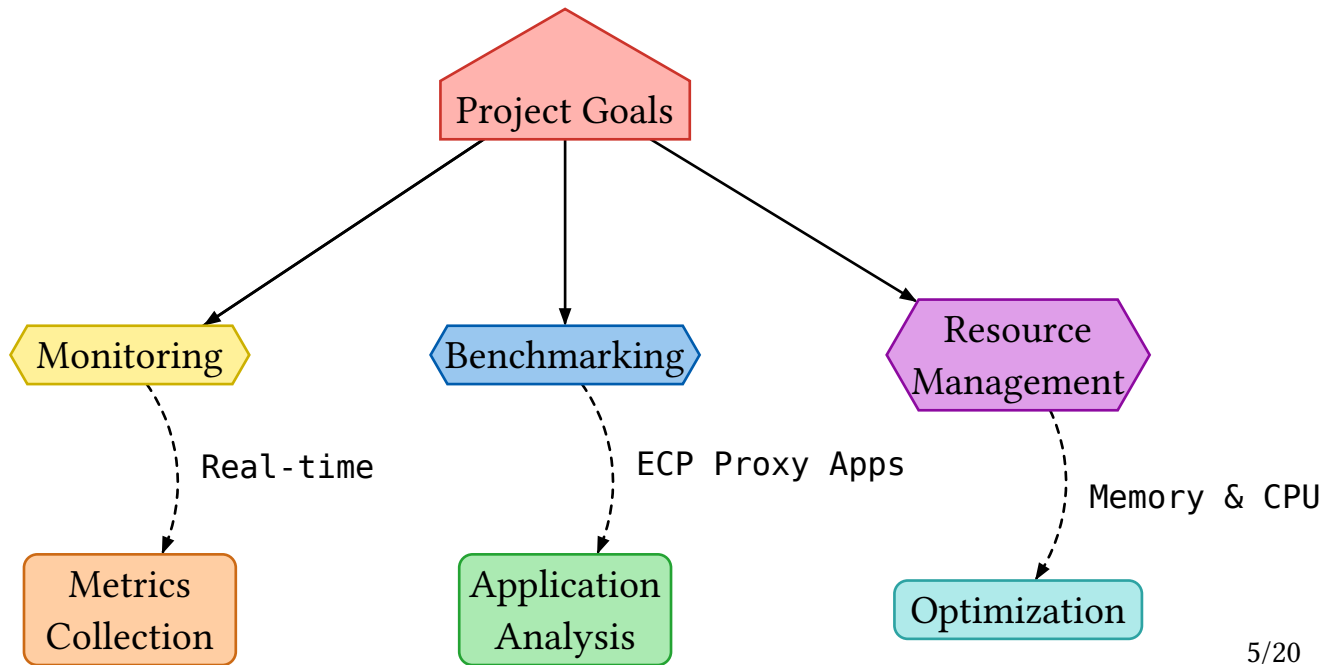 Project Goals
Monitoring
Benchmarking
Resource
Management
Real-time
ECP Proxy Apps
Memory & CPU
Metrics
Collection
Application
Analysis
Optimization
5/20